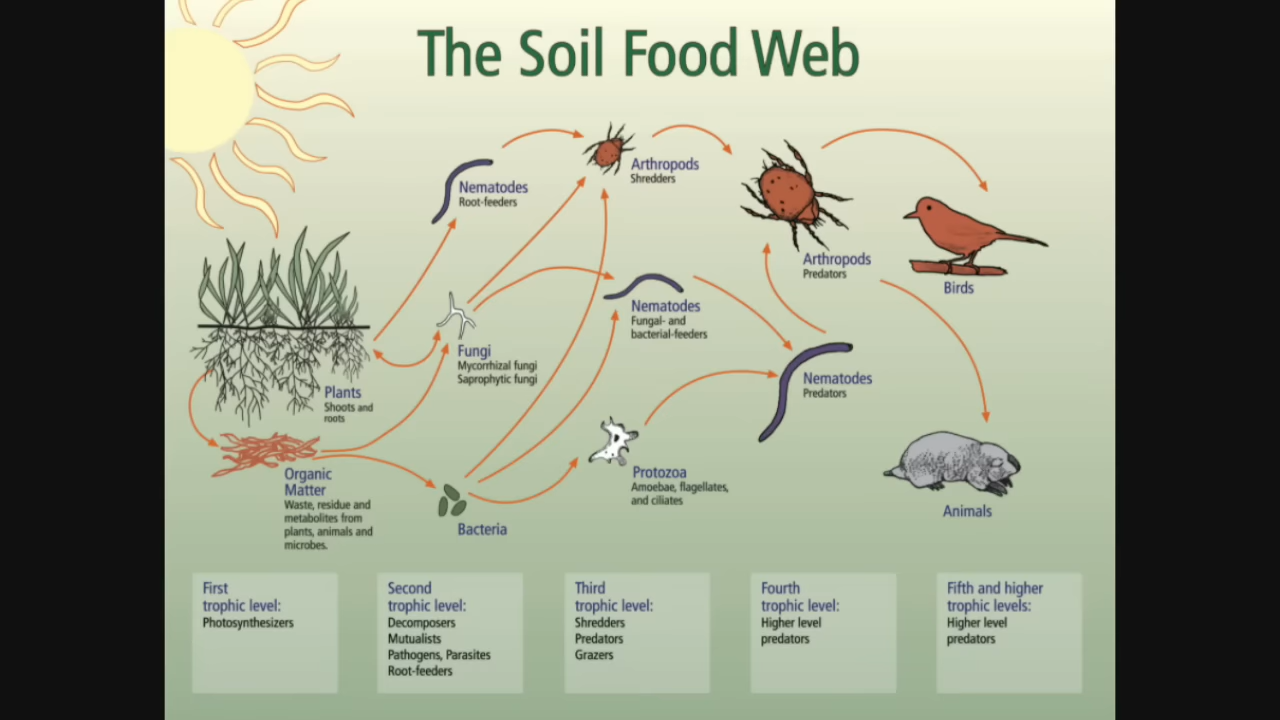 The Soil Food Web
Arthropods
Shredders
Nematodes
Root-feeders
Arthropods
Predators
Birds
Nematodes
Fungal- and
bacterial-feeders
Fungi
Mycorrhizal fungi
Saprophytic fungi
Nematodes
Predators
Plants
Shoots and
roots
Organic
Matter
Waste, residue and
metabolites from
plants, animals and
microbes.
Bacteria
Protozoa
Amoebae, flagellates,
and ciliates
Animals
First
trophic level:
Photosynthesizers
Second
trophic level:
Decomposers
Mutualists
Pathogens, Parasites
Root-feeders
Third
trophic level:
Shredders
Predators
Grazers
Fourth
trophic level:
Higher level
predators
Fifth and higher
trophic levels:
Higher level
predators